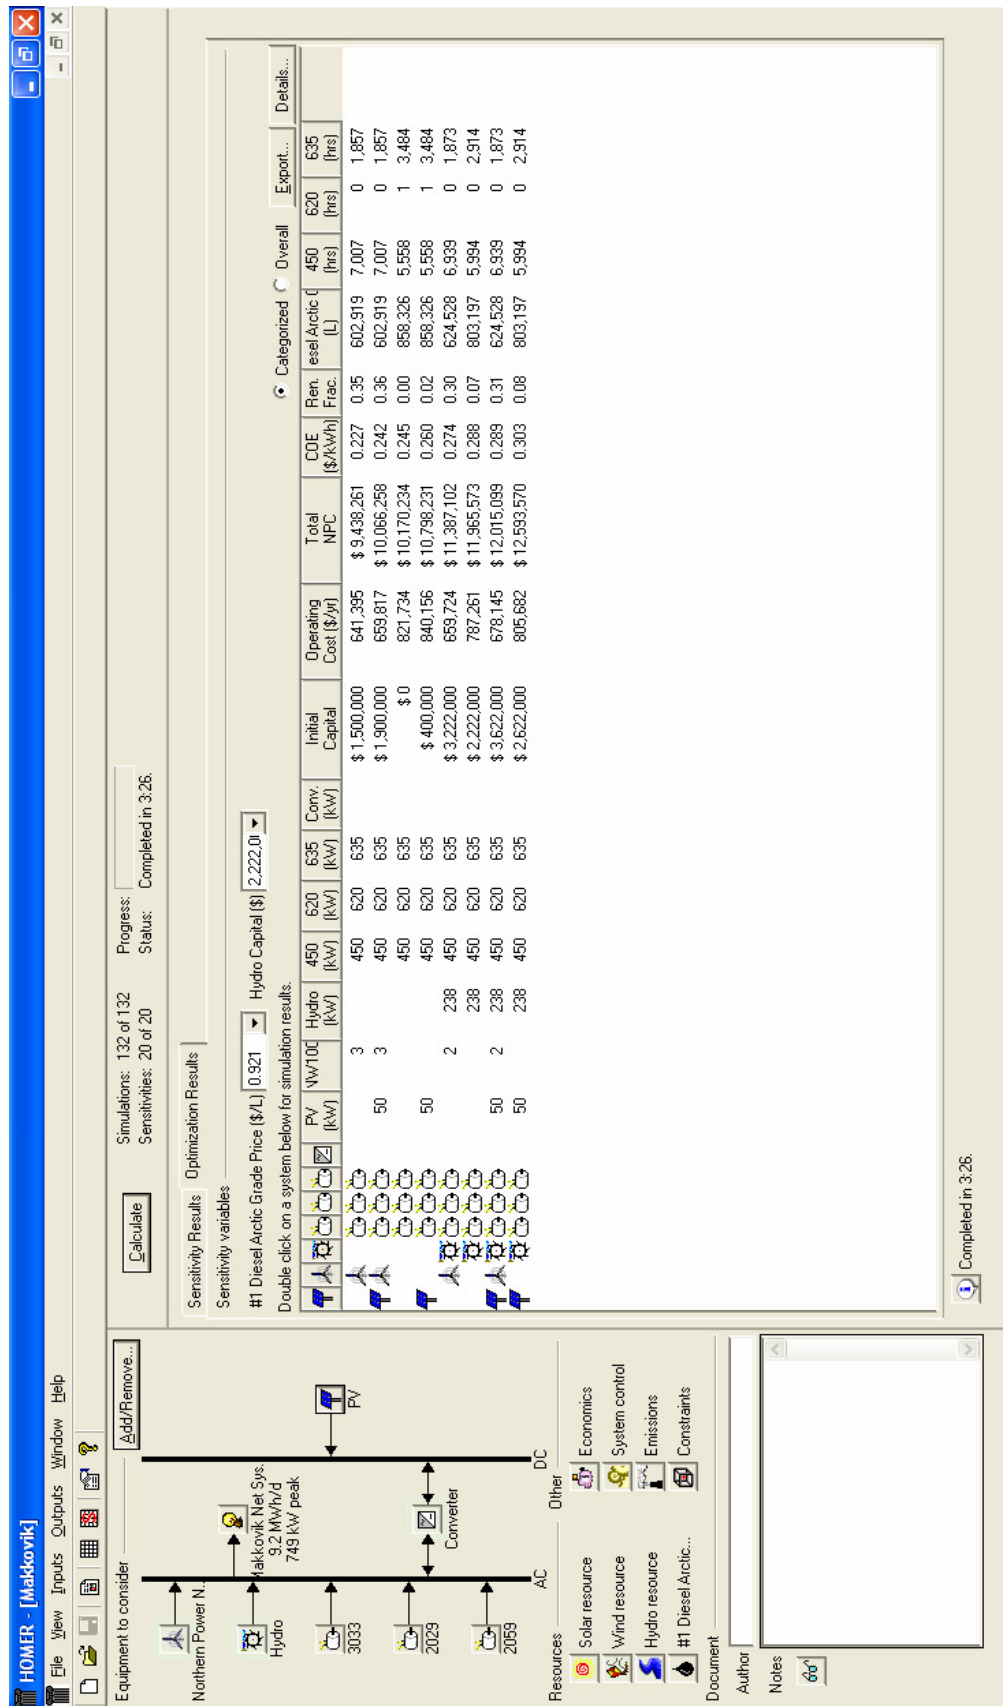 HOMER - [Makkovik]
File View Inputs Outputs Window Help
Equipment to consider
Add/Remove...
Northern Power N...
Hydro
3033
2029
2059
Makkovik Net Sys.
9.2 MWh/d
749 kW peak
Converter
PV
AC
DC
Resources
Other
Solar resource
Economics
Wind resource
System control
Hydro resource
Emissions
#1 Diesel Arctic...
Constraints
Document
Author
Notes
Calculate
Simulations: 132 of 132
Progress:
Sensitivities: 20 of 20
Status: Completed in 3:26.
Sensitivity Results Optimization Results
Sensitivity variables
#1 Diesel Arctic Grade Price ($/L) 0.921 Hydro Capital ($) 2,222,0
Double click on a system below for simulation results.
Categorized Overall Export... Details...
PV (kW) NW100 Hydro (kW) 450 (kW) 620 (kW) 635 (kW) Conv. (kW) Initial Capital Operating Cost ($/yr) Total NPC COE ($/kWh) Ren. Frac. esel Arctic G (L) 450 (hrs) 620 (hrs) 635 (hrs)
3 450 620 635 $ 1,500,000 641,395 $ 9,438,261 0.227 0.35 602,919 7,007 0 1,857
50 3 450 620 635 $ 1,900,000 659,817 $ 10,066,258 0.242 0.36 602,919 7,007 0 1,857
450 620 635 $ 0 821,734 $ 10,170,234 0.245 0.00 858,326 5,558 1 3,484
50 450 620 635 $ 400,000 840,156 $ 10,798,231 0.260 0.02 858,326 5,558 1 3,484
2 238 450 620 635 $ 3,222,000 659,724 $ 11,387,102 0.274 0.30 624,528 6,939 0 1,873
238 450 620 635 $ 2,222,000 787,261 $ 11,965,573 0.288 0.07 803,197 5,994 0 2,914
50 2 238 450 620 635 $ 3,622,000 678,145 $ 12,015,099 0.289 0.31 624,528 6,939 0 1,873
50 238 450 620 635 $ 2,622,000 805,682 $ 12,593,570 0.303 0.08 803,197 5,994 0 2,914
Completed in 3:26.